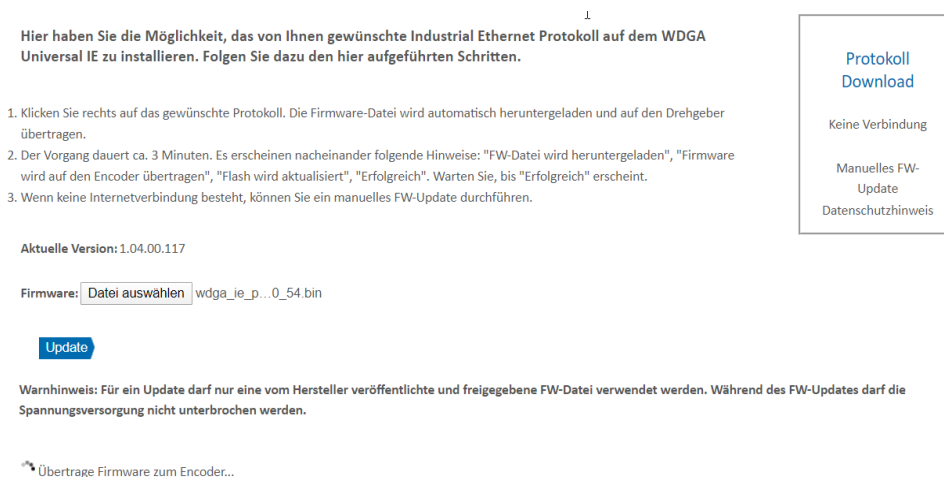 Hier haben Sie die Möglichkeit, das von Ihnen gewünschte Industrial Ethernet Protokoll auf dem WDGA
Universal IE zu installieren. Folgen Sie dazu den hier aufgeführten Schritten.
1. Klicken Sie rechts auf das gewünschte Protokoll. Die Firmware-Datei wird automatisch heruntergeladen und auf den Drehgeber
übertragen.
2. Der Vorgang dauert ca. 3 Minuten. Es erscheinen nacheinander folgende Hinweise: "FW-Datei wird heruntergeladen", "Firmware
wird auf den Encoder übertragen", "Flash wird aktualisiert", "Erfolgreich". Warten Sie, bis "Erfolgreich" erscheint.
3. Wenn keine Internetverbindung besteht, können Sie ein manuelles FW-Update durchführen.
Aktuelle Version: 1.04.00.117
Firmware: Datei auswählen wdga_ie_p...0_54.bin
Update
Warnhinweis: Für ein Update darf nur eine vom Hersteller veröffentlichte und freigegebene FW-Datei verwendet werden. Während des FW-Updates darf die
Spannungsversorgung nicht unterbrochen werden.
Übertrage Firmware zum Encoder...
Protokoll
Download
Keine Verbindung
Manuelles FW-
Update
Datenschutzhinweis